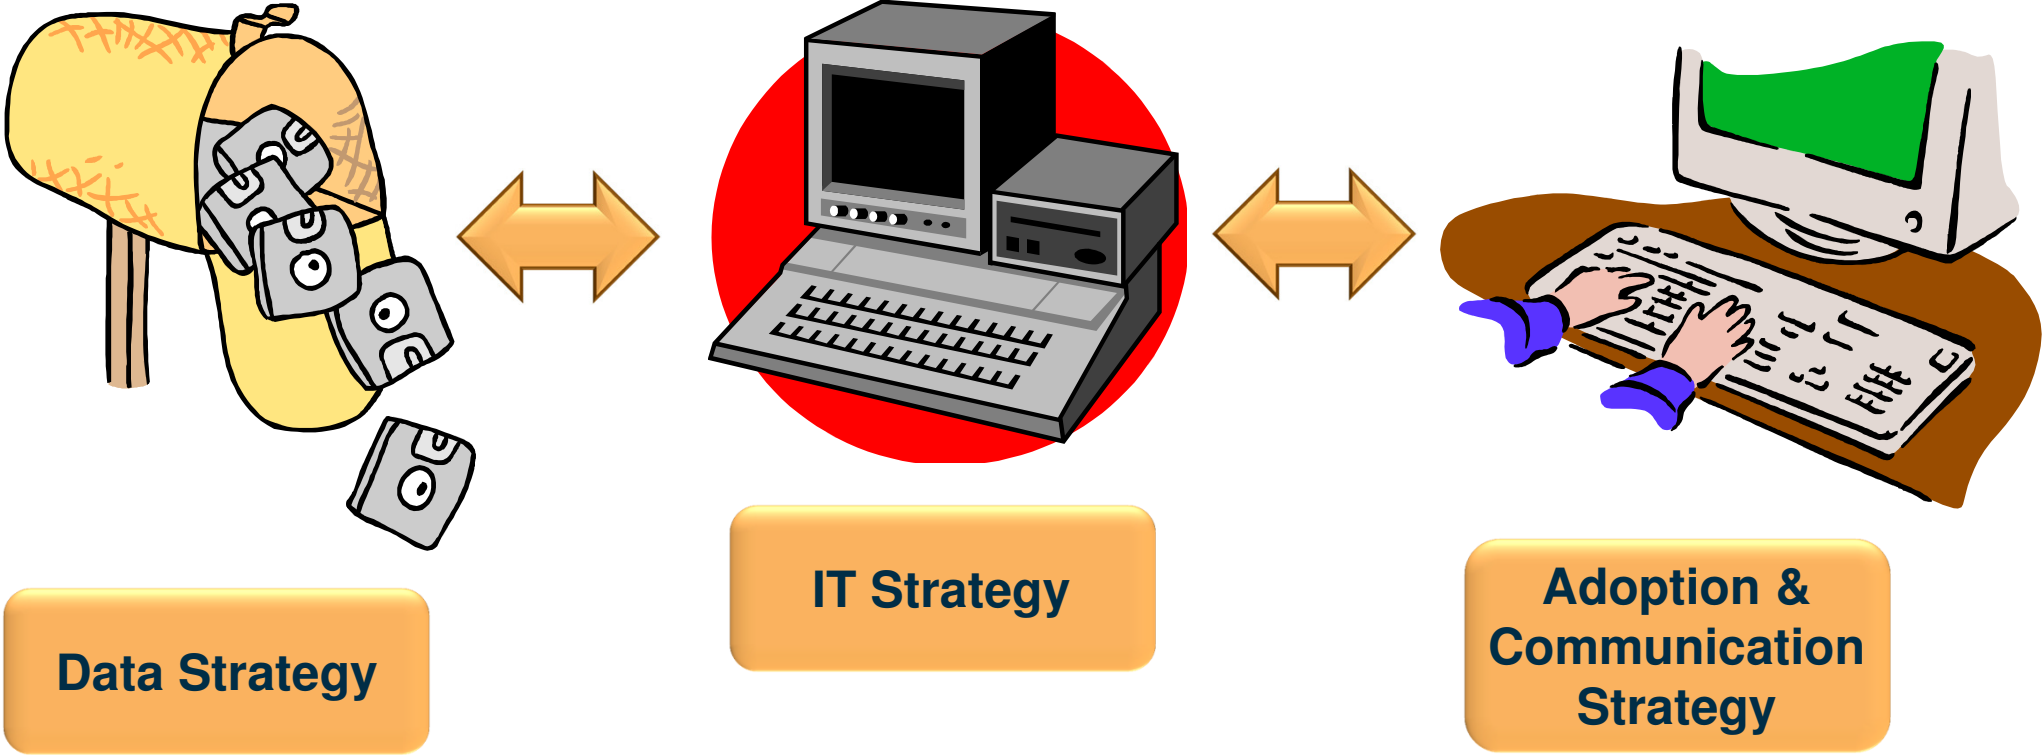 Data Strategy
IT Strategy
Adoption &
Communication
Strategy